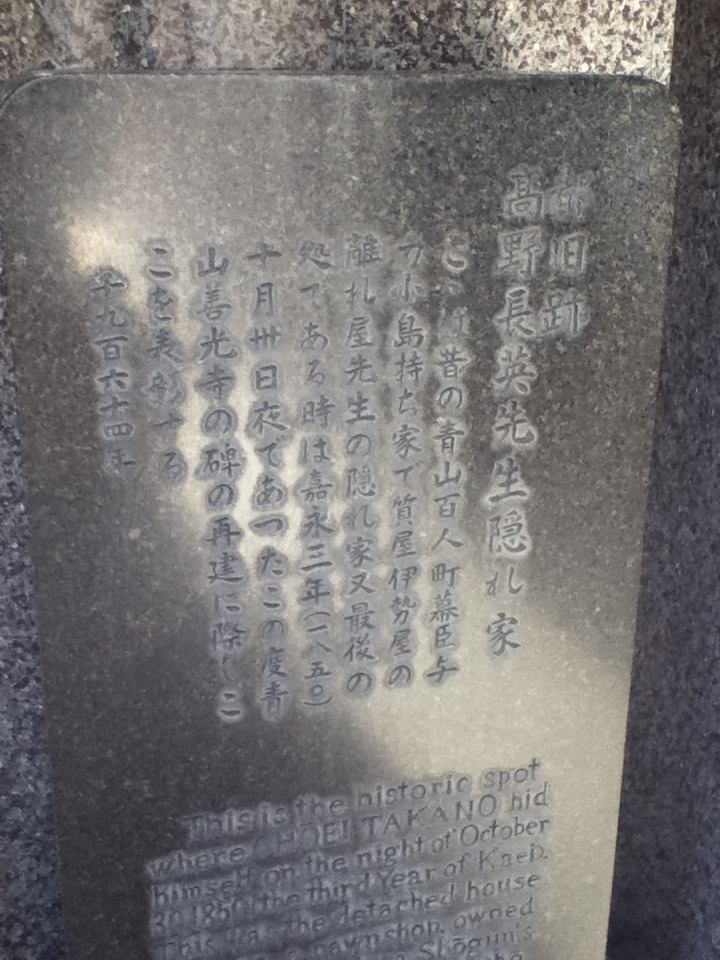 都旧跡
高野長英先生隠れ家
こゝは昔の青山百人町幕臣与
力小島持ち家で質屋伊勢屋の
離れ屋先生の隠れ家又最後の
処である時は嘉永三年(一八五〇)
十月卅日夜であつたこの度青
山善光寺の碑の再建に際しこ
こを表彰する
千九百六十四年
This is the historic spot
where CHOEI TAKANO hid
himself on the night of October
30, 1850 (the third Year of Kaei).
This was the detached house
pawnshop, owned
Shōgun's